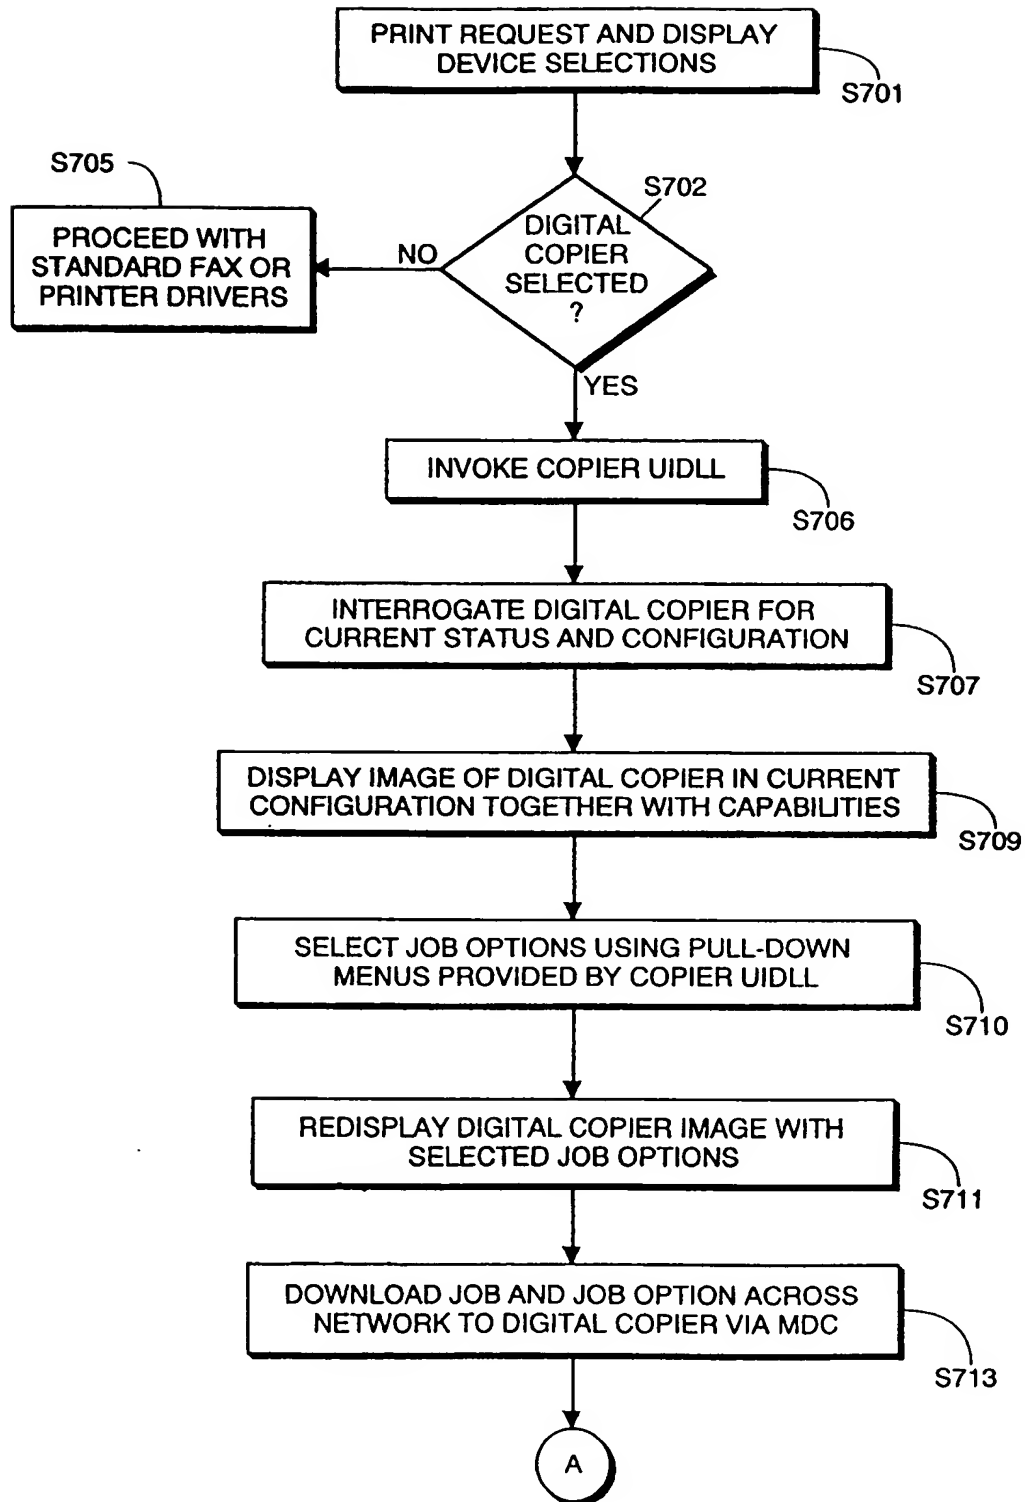 PRINT REQUEST AND DISPLAY
DEVICE SELECTIONS
S701
S705
S702
DIGITAL
COPIER
SELECTED
?
NO
PROCEED WITH
STANDARD FAX OR
PRINTER DRIVERS
YES
INVOKE COPIER UIDLL
S706
INTERROGATE DIGITAL COPIER FOR
CURRENT STATUS AND CONFIGURATION
S707
DISPLAY IMAGE OF DIGITAL COPIER IN CURRENT
CONFIGURATION TOGETHER WITH CAPABILITIES
S709
SELECT JOB OPTIONS USING PULL-DOWN
MENUS PROVIDED BY COPIER UIDLL
S710
REDISPLAY DIGITAL COPIER IMAGE WITH
SELECTED JOB OPTIONS
S711
DOWNLOAD JOB AND JOB OPTION ACROSS
NETWORK TO DIGITAL COPIER VIA MDC
S713
A